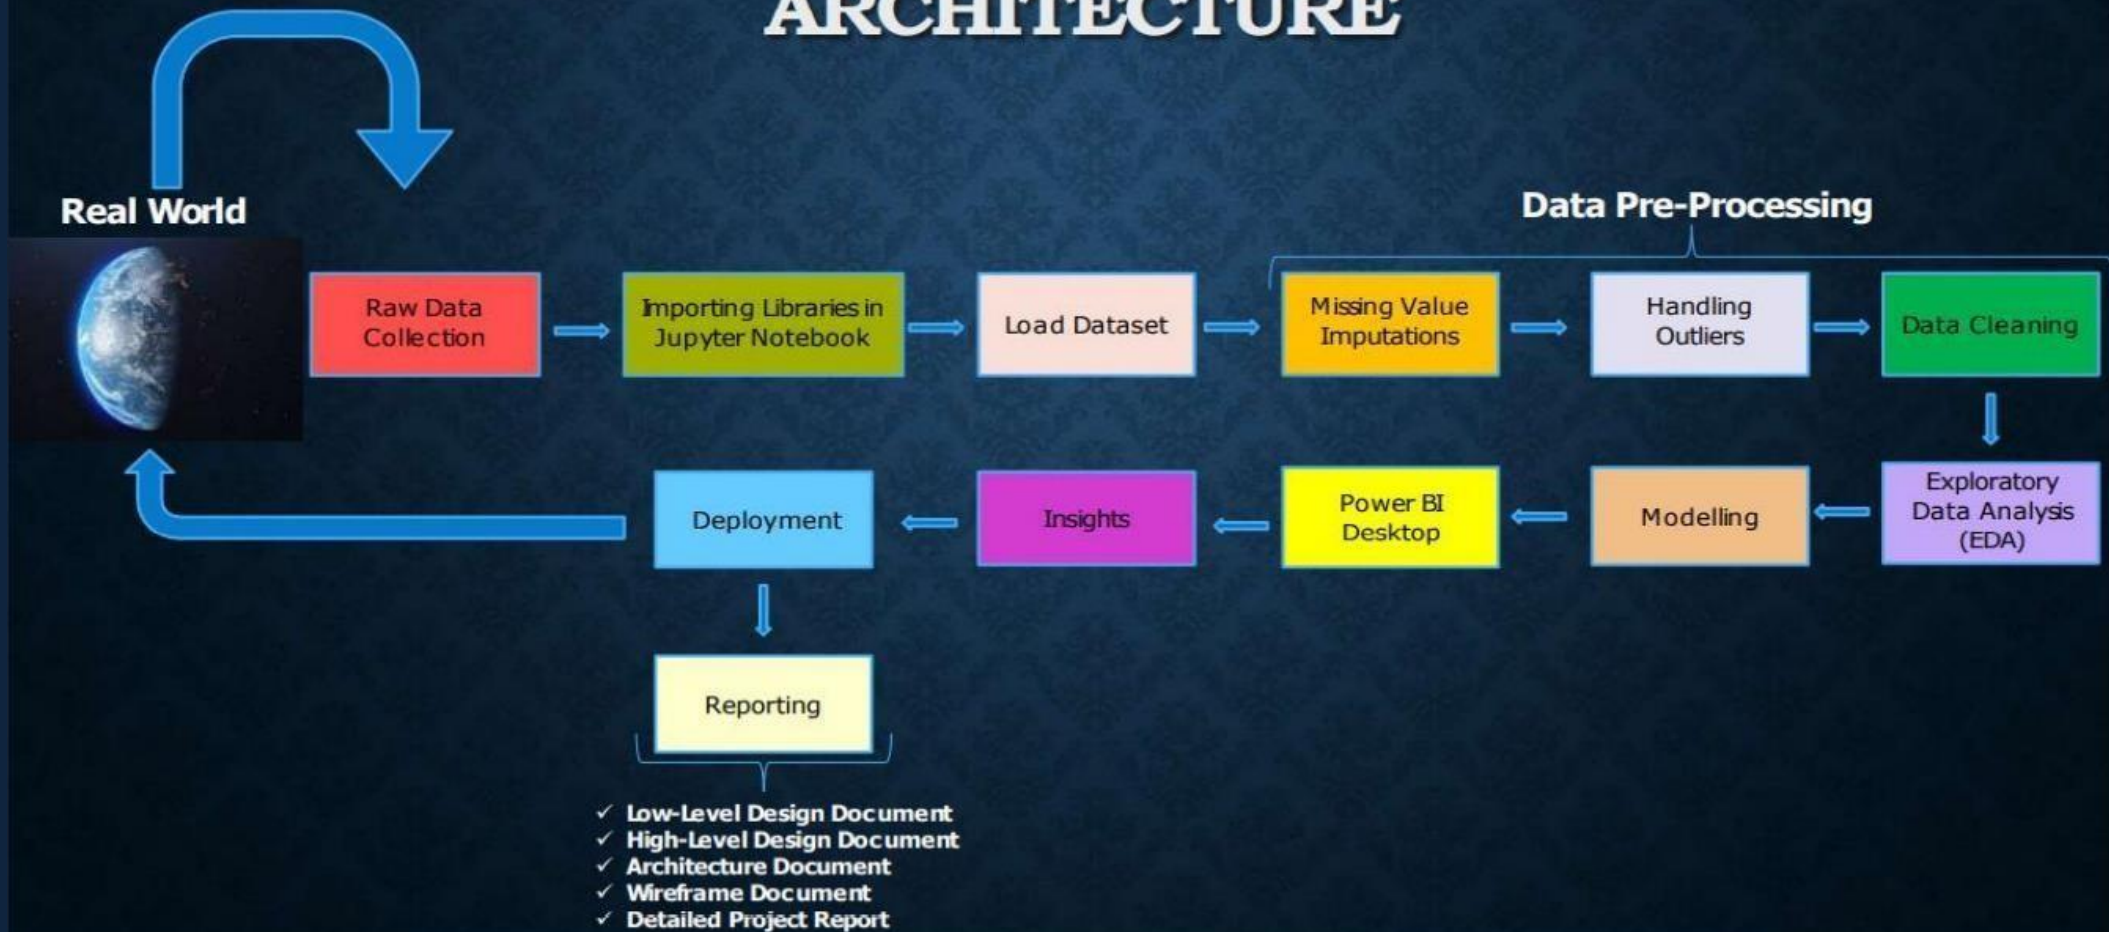 ARCHITECTURE
Real World
Data Pre-Processing
Raw Data
Collection
Importing Libraries in
Jupyter Notebook
Load Dataset
Missing Value
Imputations
Handling
Outliers
Data Cleaning
Exploratory
Data Analysis
(EDA)
Modelling
Power BI
Desktop
Insights
Deployment
Reporting
✓ Low-Level Design Document
✓ High-Level Design Document
✓ Architecture Document
✓ Wireframe Document
✓ Detailed Project Report